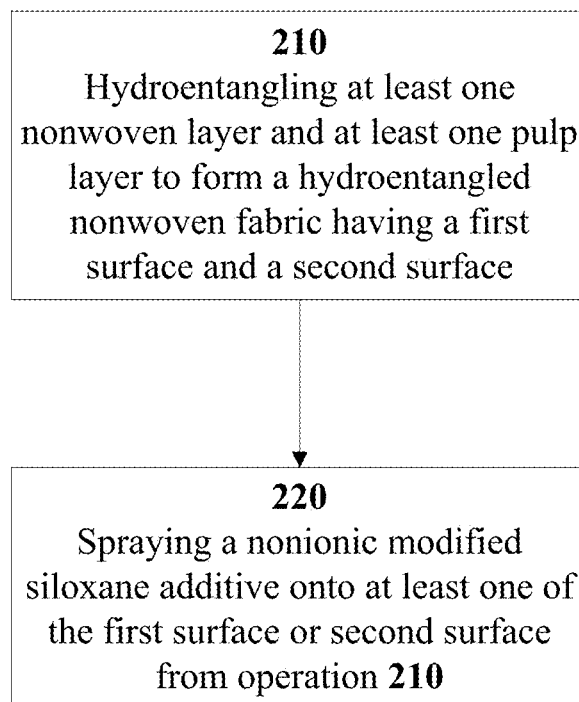 210
Hydroentangling at least one
nonwoven layer and at least one pulp
layer to form a hydroentangled
nonwoven fabric having a first
surface and a second surface
220
Spraying a nonionic modified
siloxane additive onto at least one of
the first surface or second surface
from operation 210